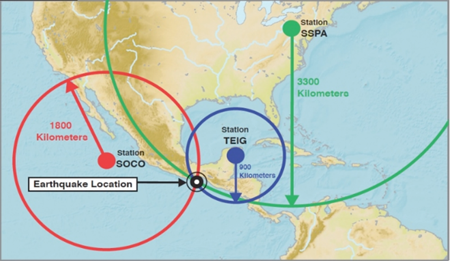 Station
SSPA
3300
Kilometers
1800
Kilometers
Station
TEIG
Station
SOCO
900
Kilometers
Earthquake Location